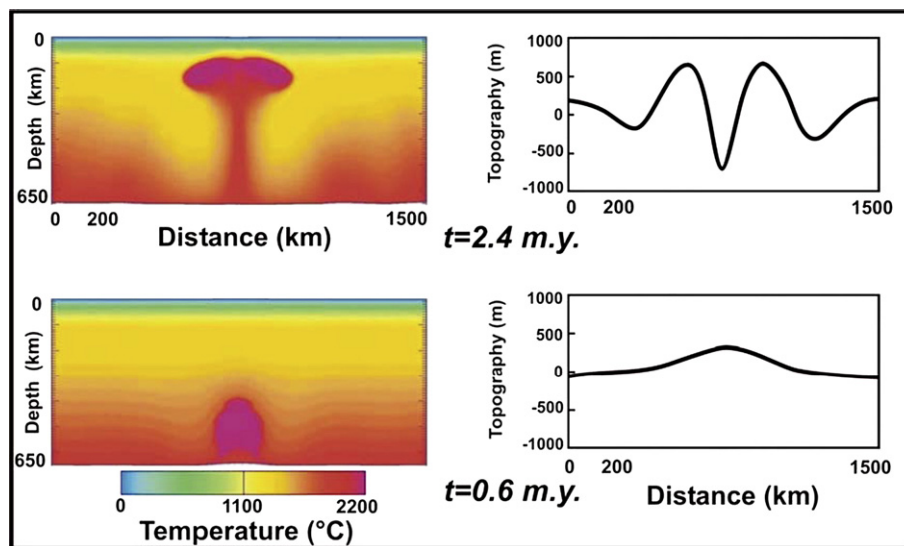 0
Depth (km)
650
0 200 1500
Distance (km)
1000
500
0
-500
-1000
Topography (m)
0 200 1500
t=2.4 m.y.
0
Depth (km)
650
0 1100 2200
Temperature (°C)
1000
500
0
-500
-1000
Topography (m)
0 200 1500
Distance (km)
t=0.6 m.y.